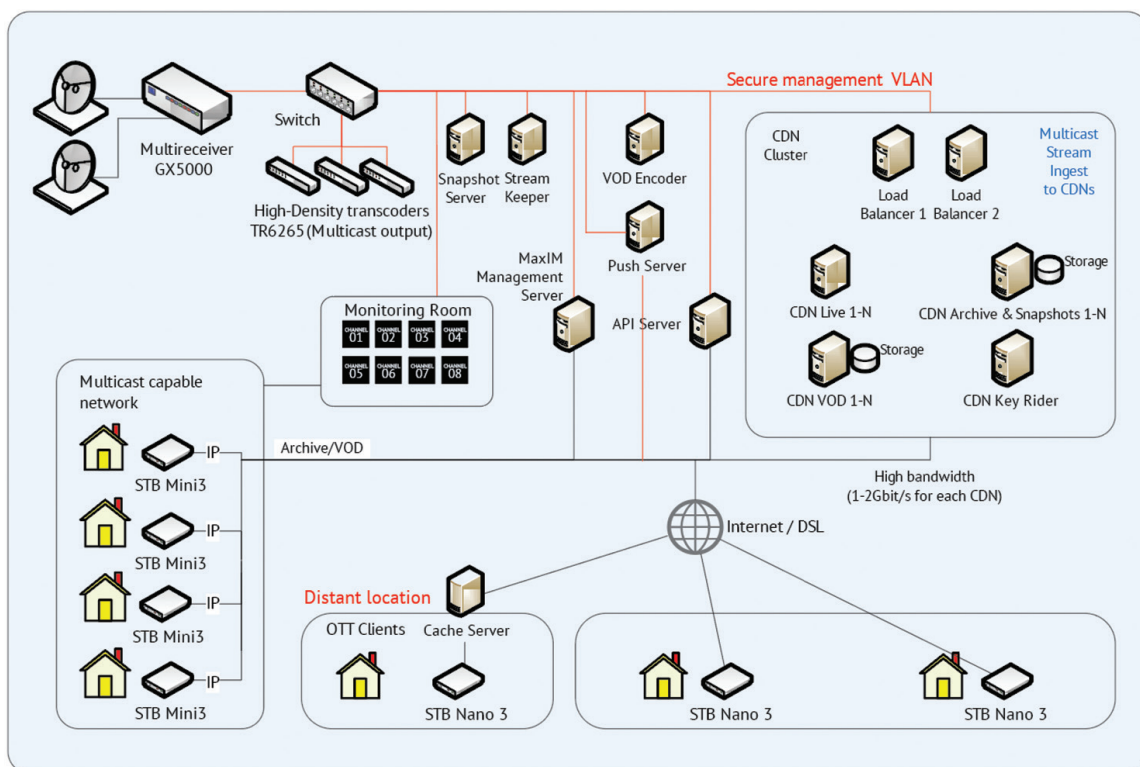 Secure management VLAN
Switch
Multireceiver
GX5000
High-Density transcoders
TR6265 (Multicast output)
Snapshot
Server
Stream
Keeper
VOD Encoder
Push Server
MaxIM
Management
Server
API Server
CDN
Cluster
Multicast
Stream
Ingest
to CDNs
Load
Balancer 1
Load
Balancer 2
CDN Live 1-N
Storage
CDN Archive & Snapshots 1-N
Storage
CDN VOD 1-N
CDN Key Rider
Monitoring Room
CHANNEL
01
CHANNEL
02
CHANNEL
03
CHANNEL
04
CHANNEL
05
CHANNEL
06
CHANNEL
07
CHANNEL
08
Multicast capable
network
IP
STB Mini3
IP
STB Mini3
IP
STB Mini3
IP
STB Mini3
Archive/VOD
High bandwidth
(1-2Gbit/s for each CDN)
Internet / DSL
Distant location
OTT Clients
Cache Server
STB Nano 3
STB Nano 3
STB Nano 3